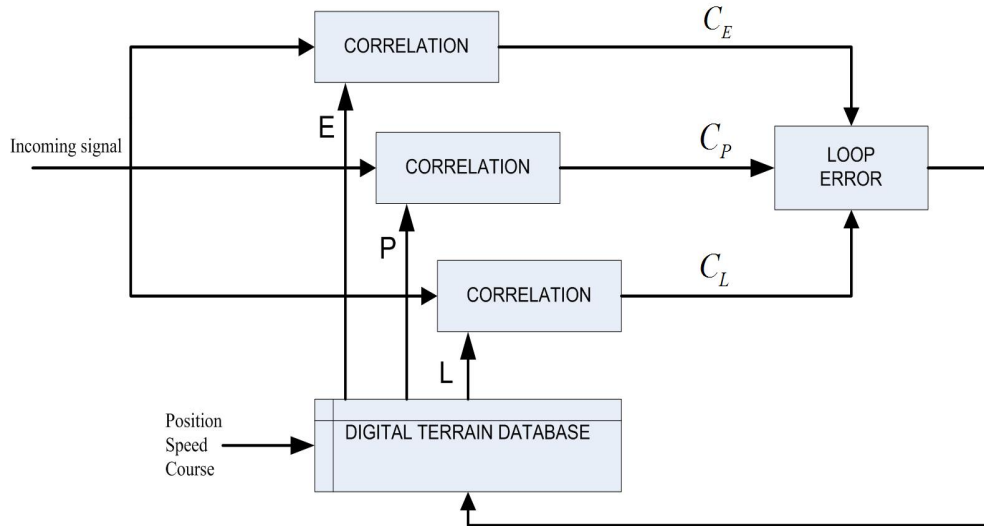 CORRELATION
C_E
E
Incoming signal
CORRELATION
C_P
LOOP
ERROR
P
CORRELATION
C_L
L
Position
Speed
Course
DIGITAL TERRAIN DATABASE